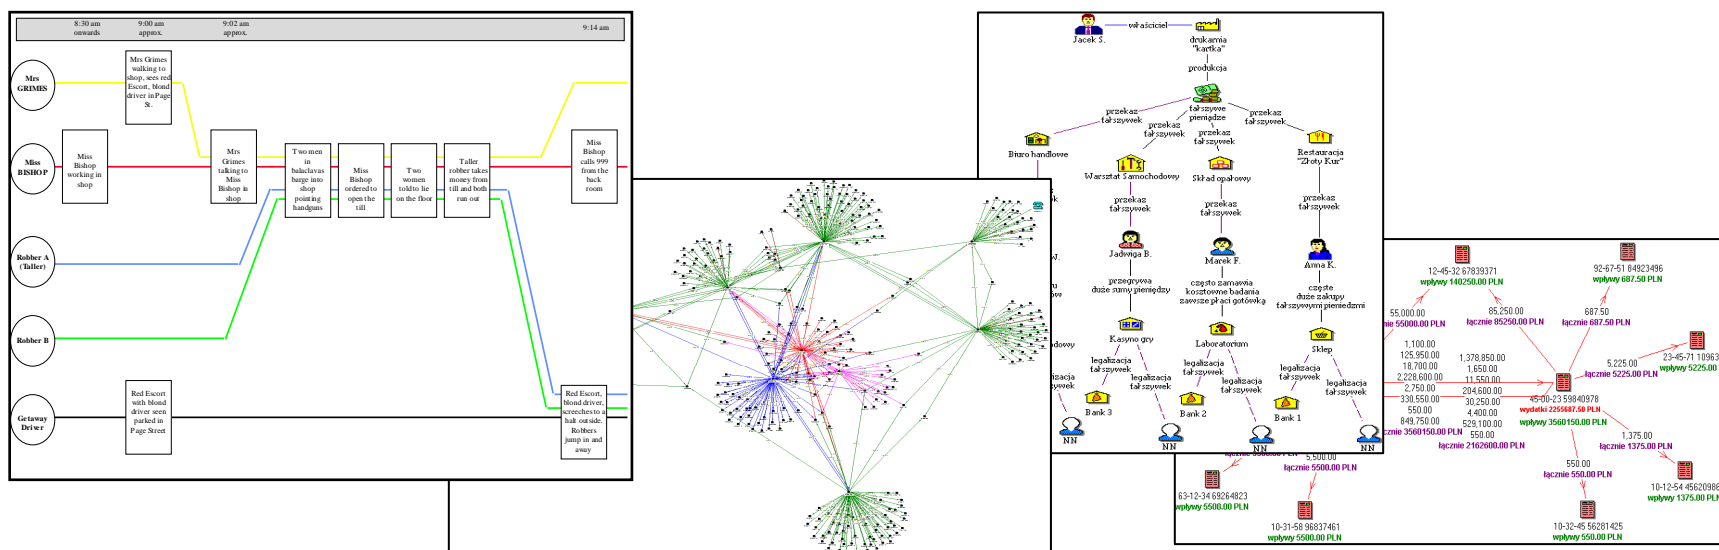 8:30 am
onwards
9:00 am
approx.
9:02 am
approx.
9:14 am
Mrs
GRIMES
Mrs Grimes
walking to
shop, sees red
Escort, blond
driver in Page
St.
Miss
BISHOP
Miss
Bishop
working in
shop
Mrs
Grimes
talking to
Miss
Bishop in
shop
Two men
in
balaclavas
barge into
shop
pointing
handguns
Miss
Bishop
ordered to
open the
till
Two
women
told to lie
on the floor
Taller
robber takes
money from
till and both
run out
Miss
Bishop
calls 999
from the
back
room
Robber A
(Taller)
Robber B
Getaway
Driver
Red Escort
with blond
driver seen
parked in
Page Street
Red Escort,
blond driver,
screeches to a
halt outside.
Robbers
jump in and
away
Jacek S.
właściciel
drukarnia
"kartka"
produkcja
fałszywe
pieniądze
przekaz
fałszywek
przekaz
fałszywek
przekaz
fałszywek
przekaz
fałszywek
Biuro handlowe
Warsztat Samochodowy
Skład opałowy
Restauracja
"Złoty Kur"
przekaz
fałszywek
przekaz
fałszywek
przekaz
fałszywek
Jadwiga B.
Marek F.
Anna K.
przegrywa
duże sumy pieniędzy
często zamawia
kosztowne badania
zawsze płaci gotówką
częste
duże zakupy
fałszywymi pieniędzmi
Kasyno gry
Laboratorium
Sklep
legalizacja
fałszywek
legalizacja
fałszywek
legalizacja
fałszywek
legalizacja
fałszywek
legalizacja
fałszywek
legalizacja
fałszywek
Bank 3
Bank 2
Bank 1
NN
NN
NN
NN
12-45-32 67839371
wpływy 140250.00 PLN
92-67-51 84923496
wpływy 687.50 PLN
55,000.00
85,250.00
łącznie 85250.00 PLN
687.50
łącznie 687.50 PLN
5,225.00
łącznie 5225.00 PLN
23-45-71 10963
wpływy 5225.00
1,100.00
125,950.00
18,700.00
2,228,600.00
2,750.00
330,550.00
550.00
849,750.00
1,378,850.00
1,650.00
11,550.00
204,600.00
30,250.00
4,400.00
529,100.00
550.00
łącznie 2162600.00 PLN
45-00-23 59840978
wydatki 2255687.50 PLN
wpływy 3560150.00 PLN
1,375.00
łącznie 1375.00 PLN
550.00
łącznie 550.00 PLN
10-12-54 45620986
wpływy 1375.00 PLN
5,500.00
łącznie 5500.00 PLN
63-12-34 69264823
wpływy 5500.00 PLN
10-31-58 96837461
wpływy 5500.00 PLN
10-32-45 56281425
wpływy 550.00 PLN